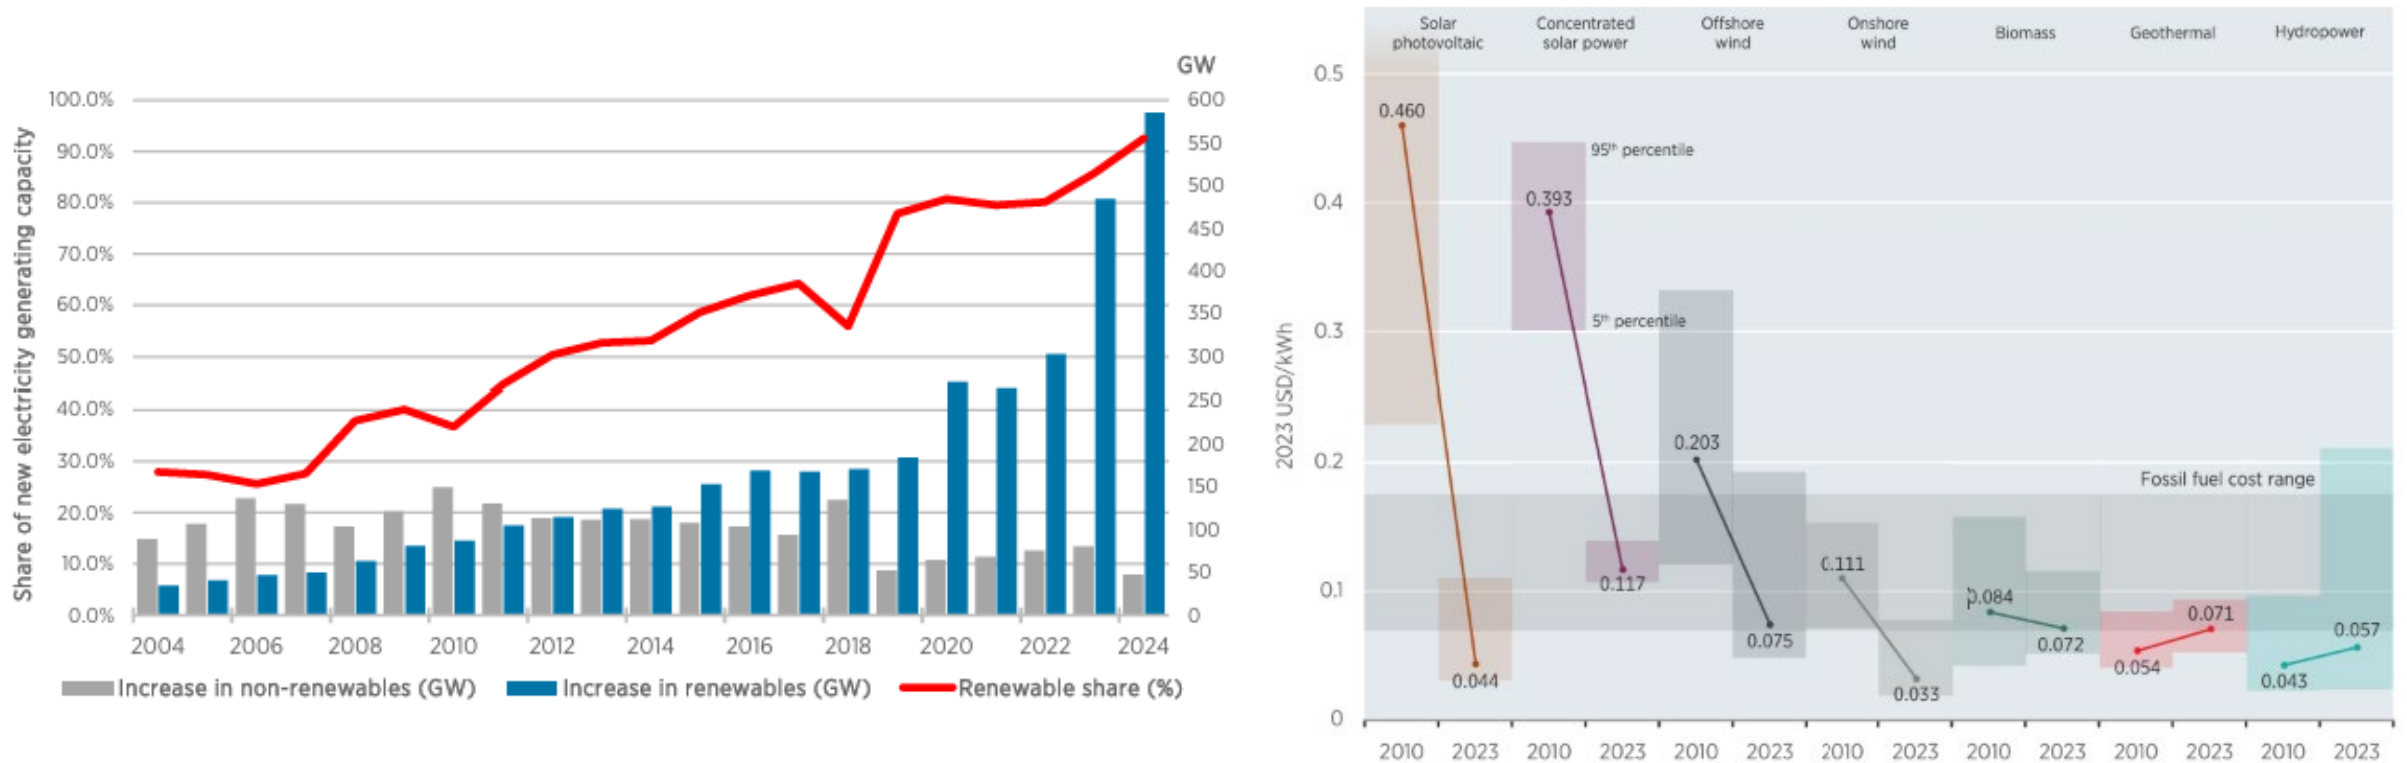 GW
Share of new electricity generating capacity
100.0%
90.0%
80.0%
70.0%
60.0%
50.0%
40.0%
30.0%
20.0%
10.0%
0.0%
600
550
500
450
400
350
300
250
200
150
100
50
0
2004 2006 2008 2010 2012 2014 2016 2018 2020 2022 2024
Increase in non-renewables (GW) Increase in renewables (GW) Renewable share (%)
Solar
photovoltaic
Concentrated
solar power
Offshore
wind
Onshore
wind
Biomass
Geothermal
Hydropower
2023 USD/kWh
0.5
0.4
0.3
0.2
0.1
0
0.460
95th percentile
0.393
5th percentile
0.203
Fossil fuel cost range
0.111
0.117
0.084
0.071
0.057
0.075
0.072
0.054
0.044
0.033
0.043
2010 2023 2010 2023 2010 2023 2010 2023 2010 2023 2010 2023 2010 2023